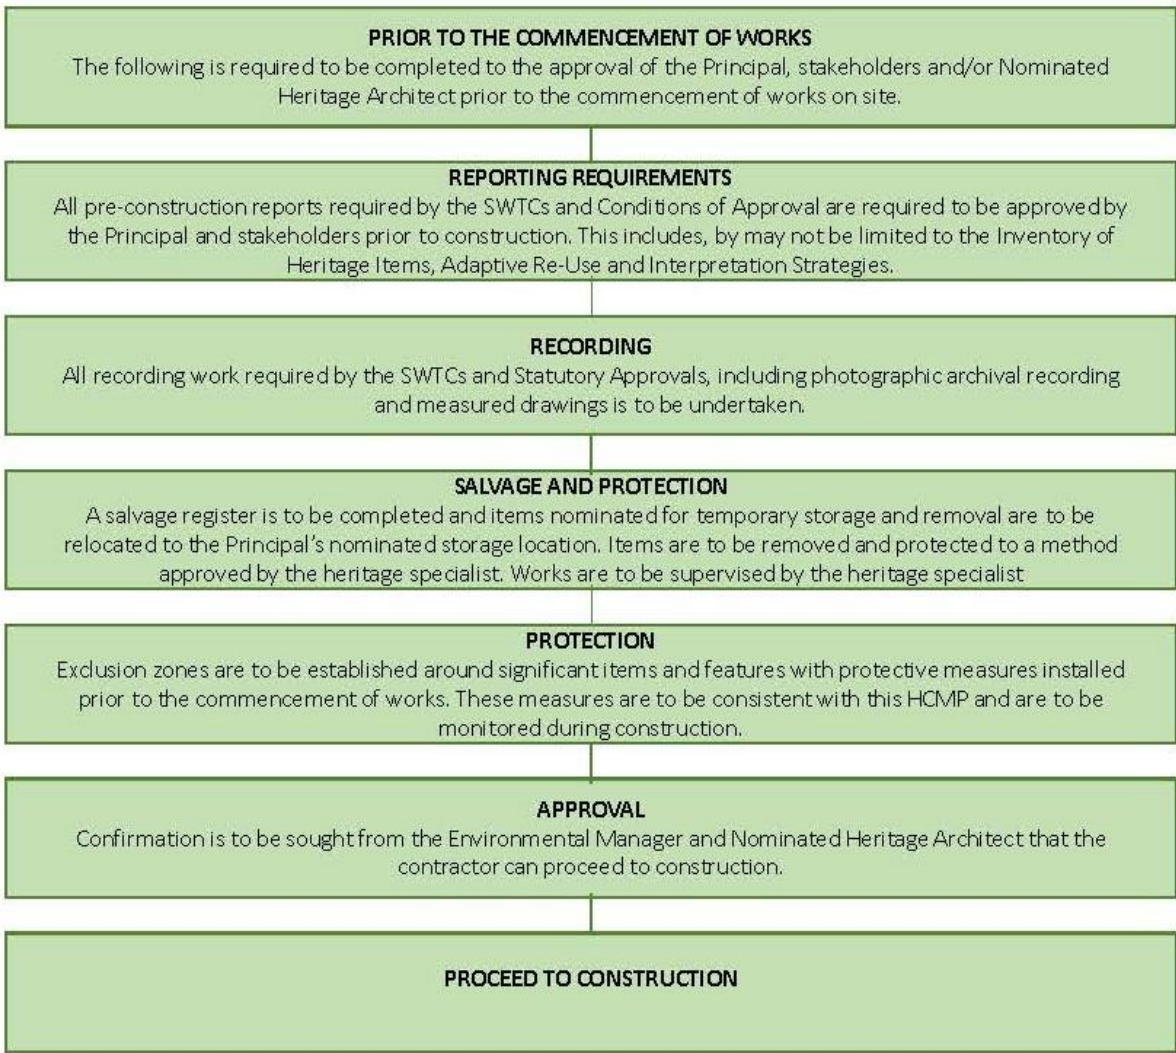 PRIOR TO THE COMMENCEMENT OF WORKS
The following is required to be completed to the approval of the Principal, stakeholders and/or Nominated
Heritage Architect prior to the commencement of works on site.
REPORTING REQUIREMENTS
All pre-construction reports required by the SWTCs and Conditions of Approval are required to be approved by
the Principal and stakeholders prior to construction. This includes, by may not be limited to the Inventory of
Heritage Items, Adaptive Re-Use and Interpretation Strategies.
RECORDING
All recording work required by the SWTCs and Statutory Approvals, including photographic archival recording
and measured drawings is to be undertaken.
SALVAGE AND PROTECTION
A salvage register is to be completed and items nominated for temporary storage and removal are to be
relocated to the Principal's nominated storage location. Items are to be removed and protected to a method
approved by the heritage specialist. Works are to be supervised by the heritage specialist
PROTECTION
Exclusion zones are to be established around significant items and features with protective measures installed
prior to the commencement of works. These measures are to be consistent with this HCMP and are to be
monitored during construction.
APPROVAL
Confirmation is to be sought from the Environmental Manager and Nominated Heritage Architect that the
contractor can proceed to construction.
PROCEED TO CONSTRUCTION